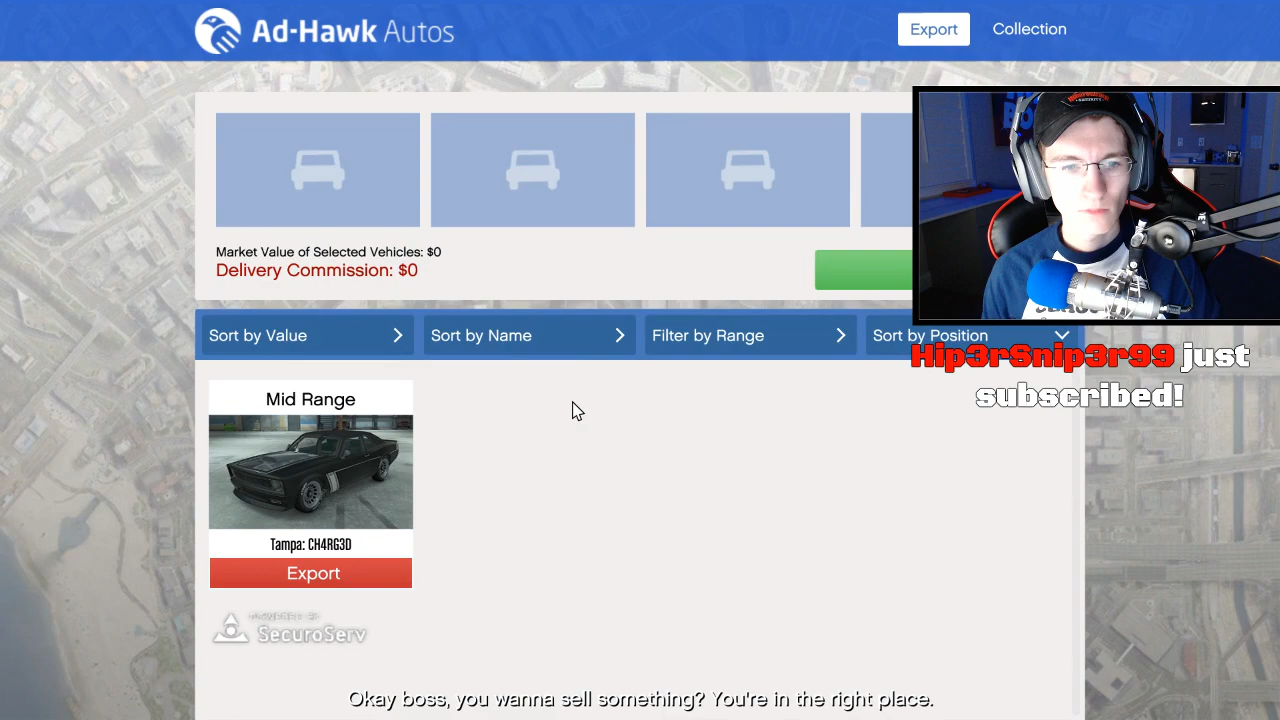 Ad-Hawk Autos
Export
Collection
Market Value of Selected Vehicles: $0
Delivery Commission: $0
Sort by Value
Sort by Name
Filter by Range
Sort by Position
Hip3rSnip3r99 just
subscribed!
Mid Range
Tampa: CH4RG3D
Export
POWERED BY
SecuroServ
Okay boss, you wanna sell something? You're in the right place.